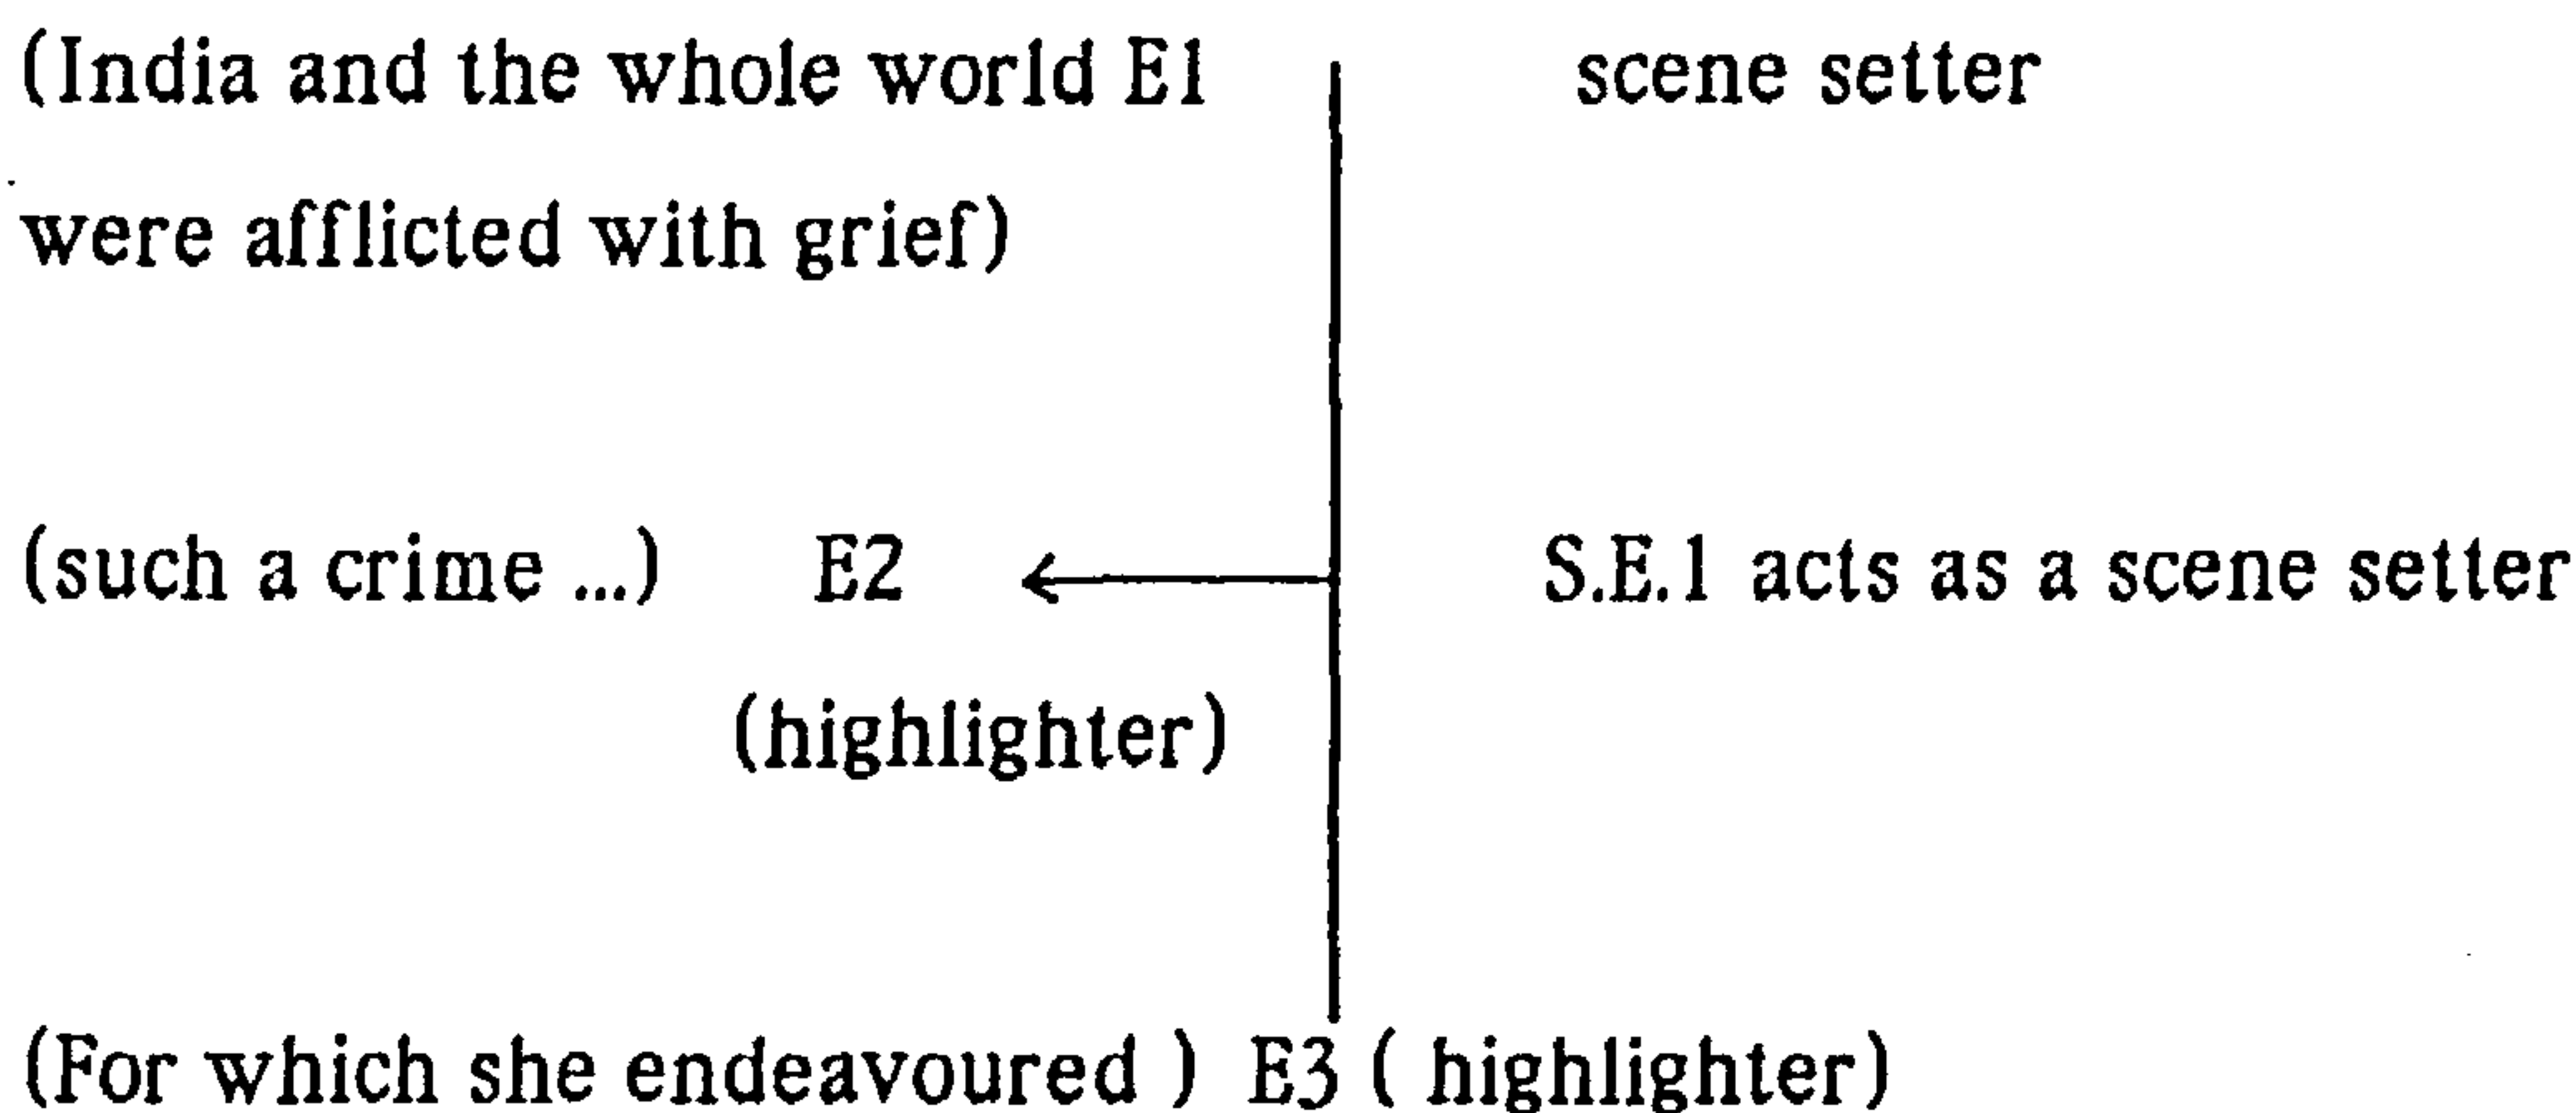 (India and the whole world E1 scene setter
were afflicted with grief)
(such a crime ...) E2 S.E.1 acts as a scene setter
(highlighter)
(For which she endeavoured ) E3 ( highlighter)